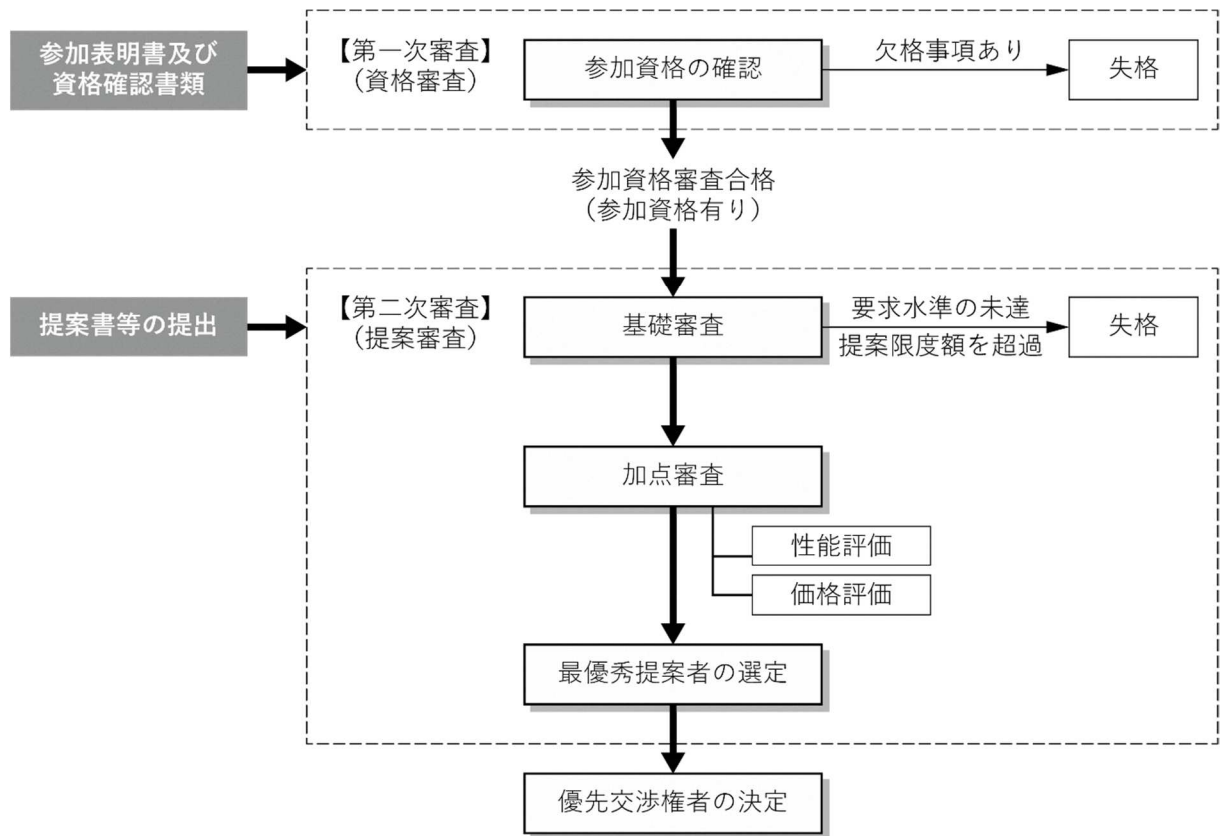 参加表明書及び
資格確認書類
【第一次審査】
(資格審査)
参加資格の確認
欠格事項あり
失格
参加資格審査合格
(参加資格有り)
提案書等の提出
【第二次審査】
(提案審査)
基礎審査
要求水準の未達
提案限度額を超過
失格
加点審査
性能評価
価格評価
最優秀提案者の選定
優先交渉権者の決定